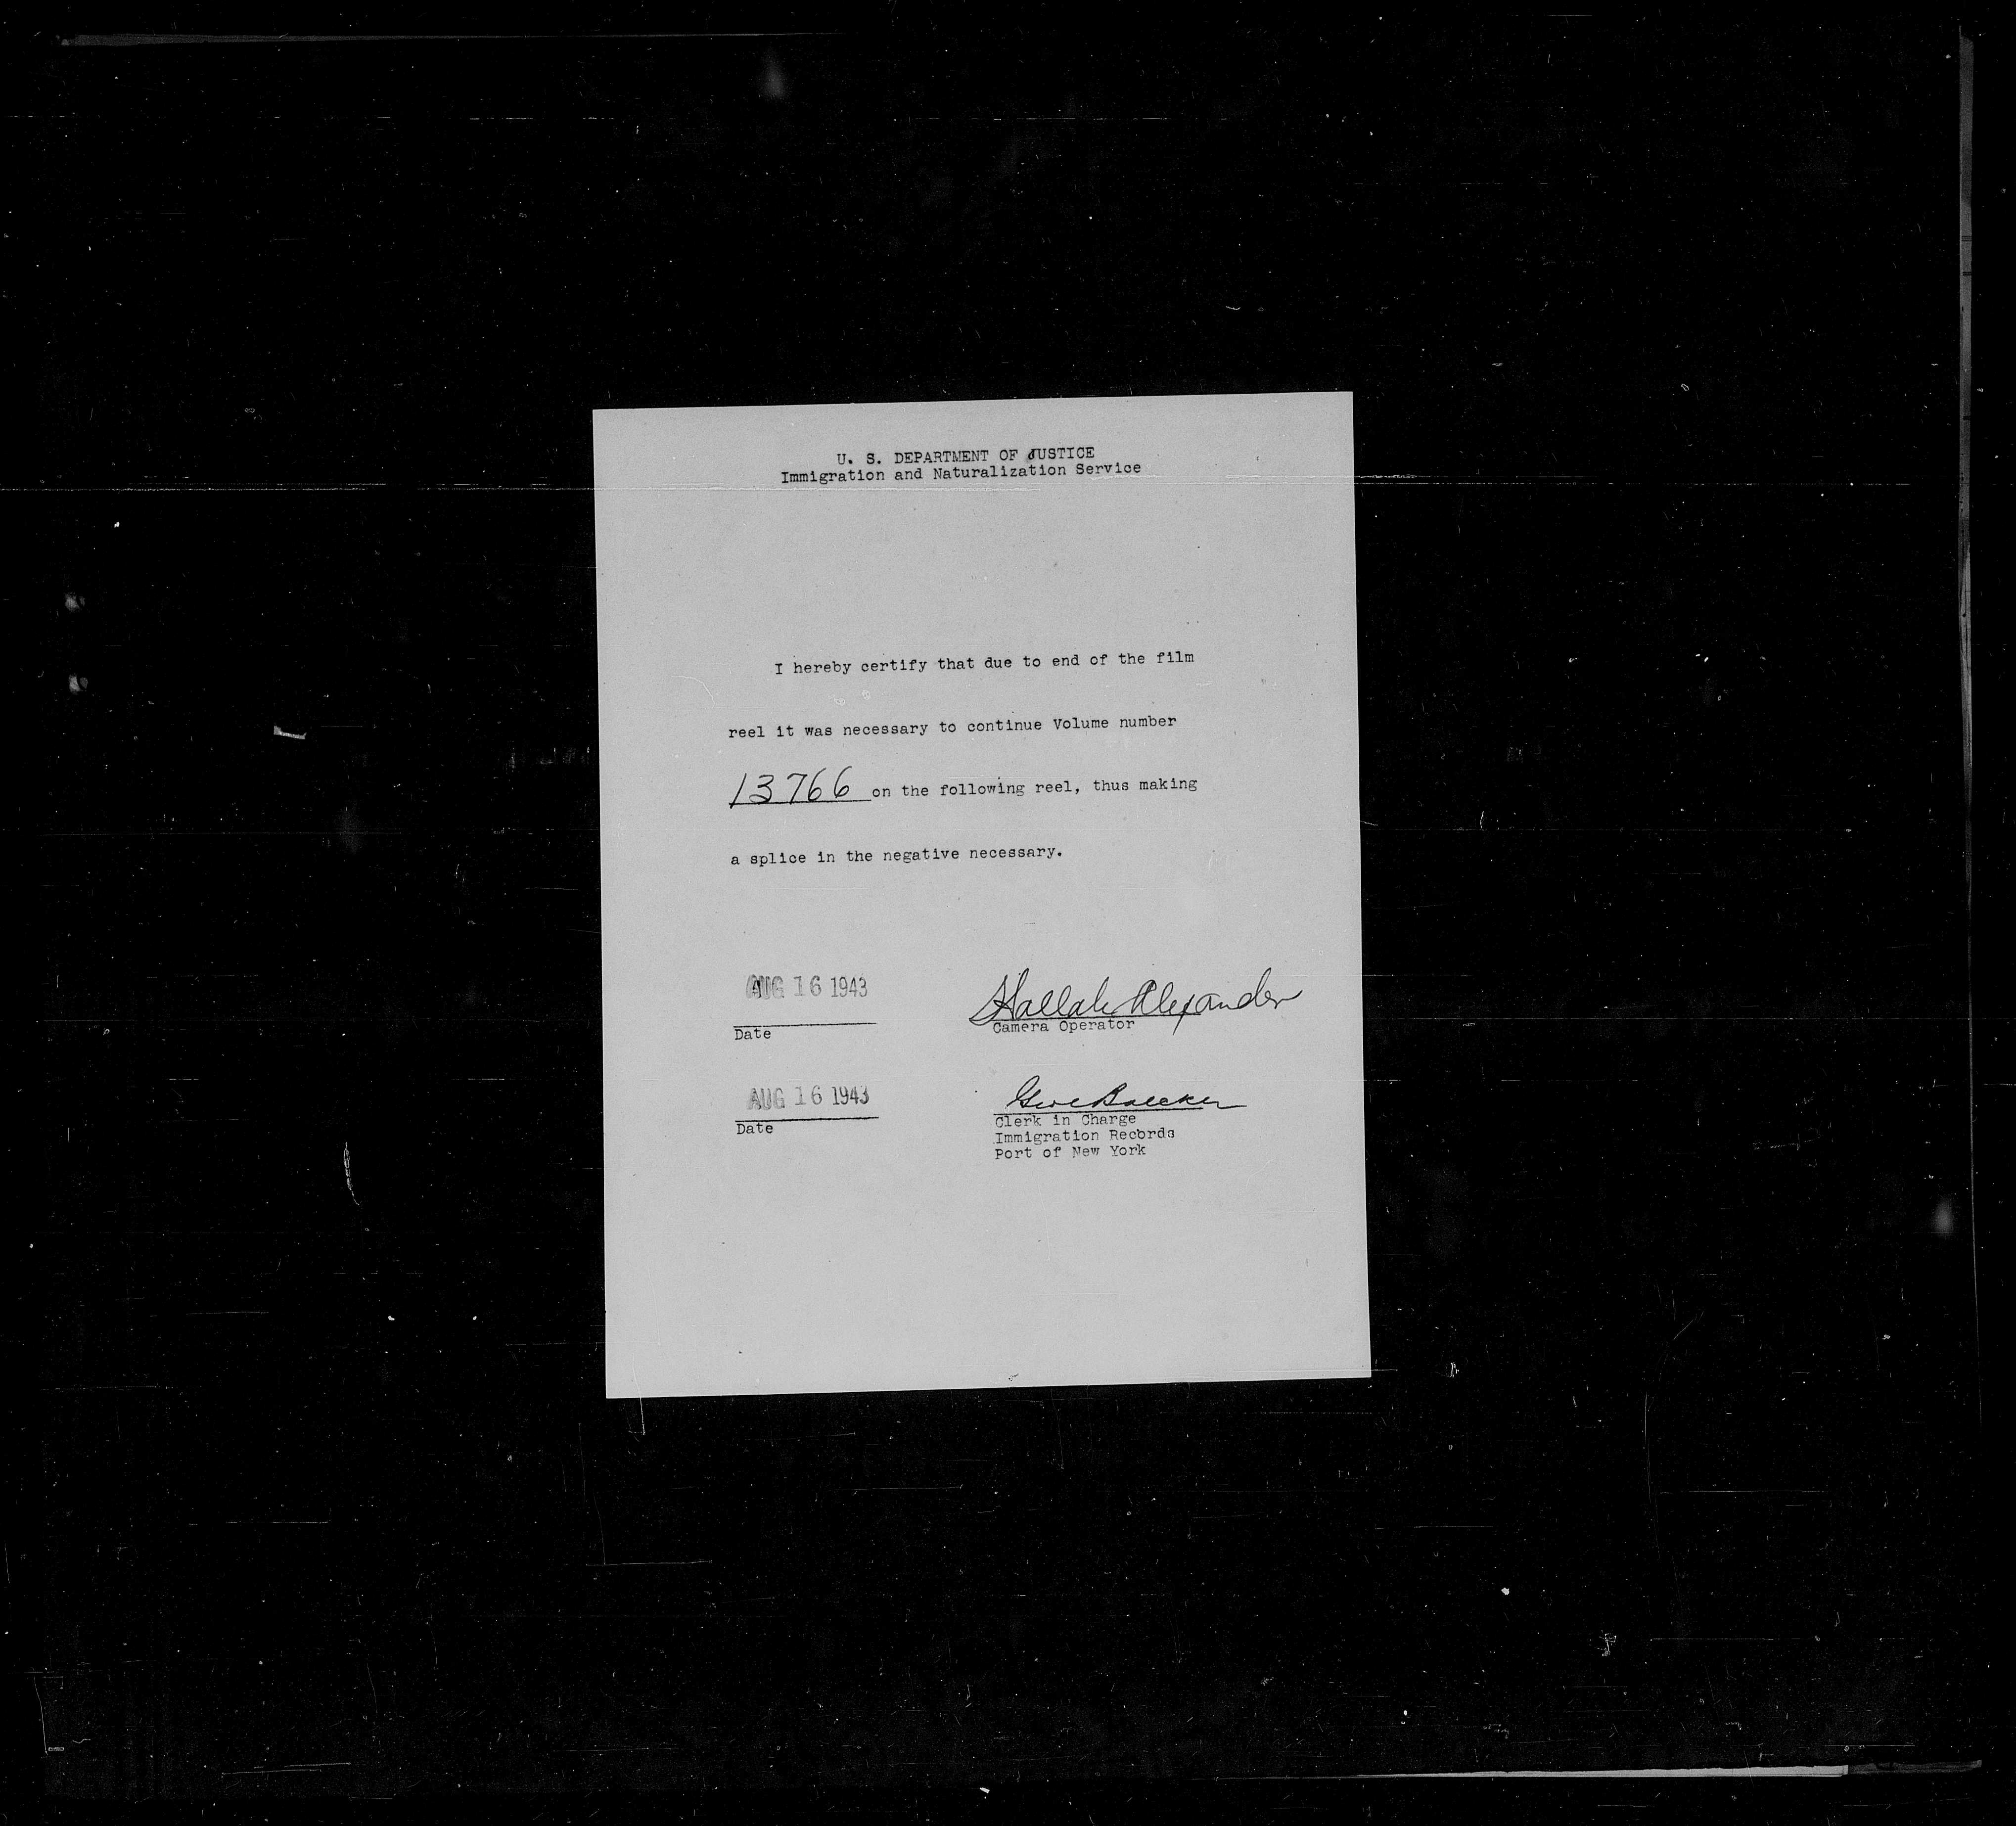 U. S. DEPARTMENT OF JUSTICE
Immigration and Naturalization Service
I hereby certify that due to end of the film
reel it was necessary to continue Volume number
13766 on the following reel, thus making
a splice in the negative necessary.
AUG 16 1943
Alexander
Date
Camera Operator
AUG 16 1943
Date
Clerk in Charge
Immigration Records
Port of New York